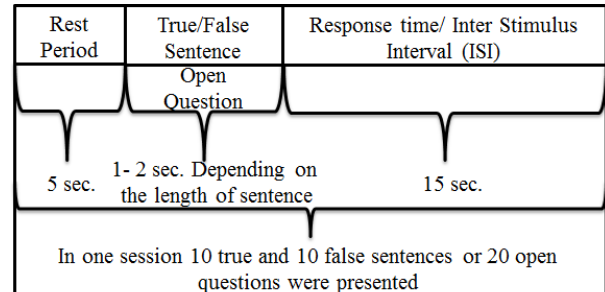 Rest Period
True/False Sentence
Response time/ Inter Stimulus Interval (ISI)
Open Question
5 sec.
1- 2 sec. Depending on the length of sentence
15 sec.
In one session 10 true and 10 false sentences or 20 open
questions were presented